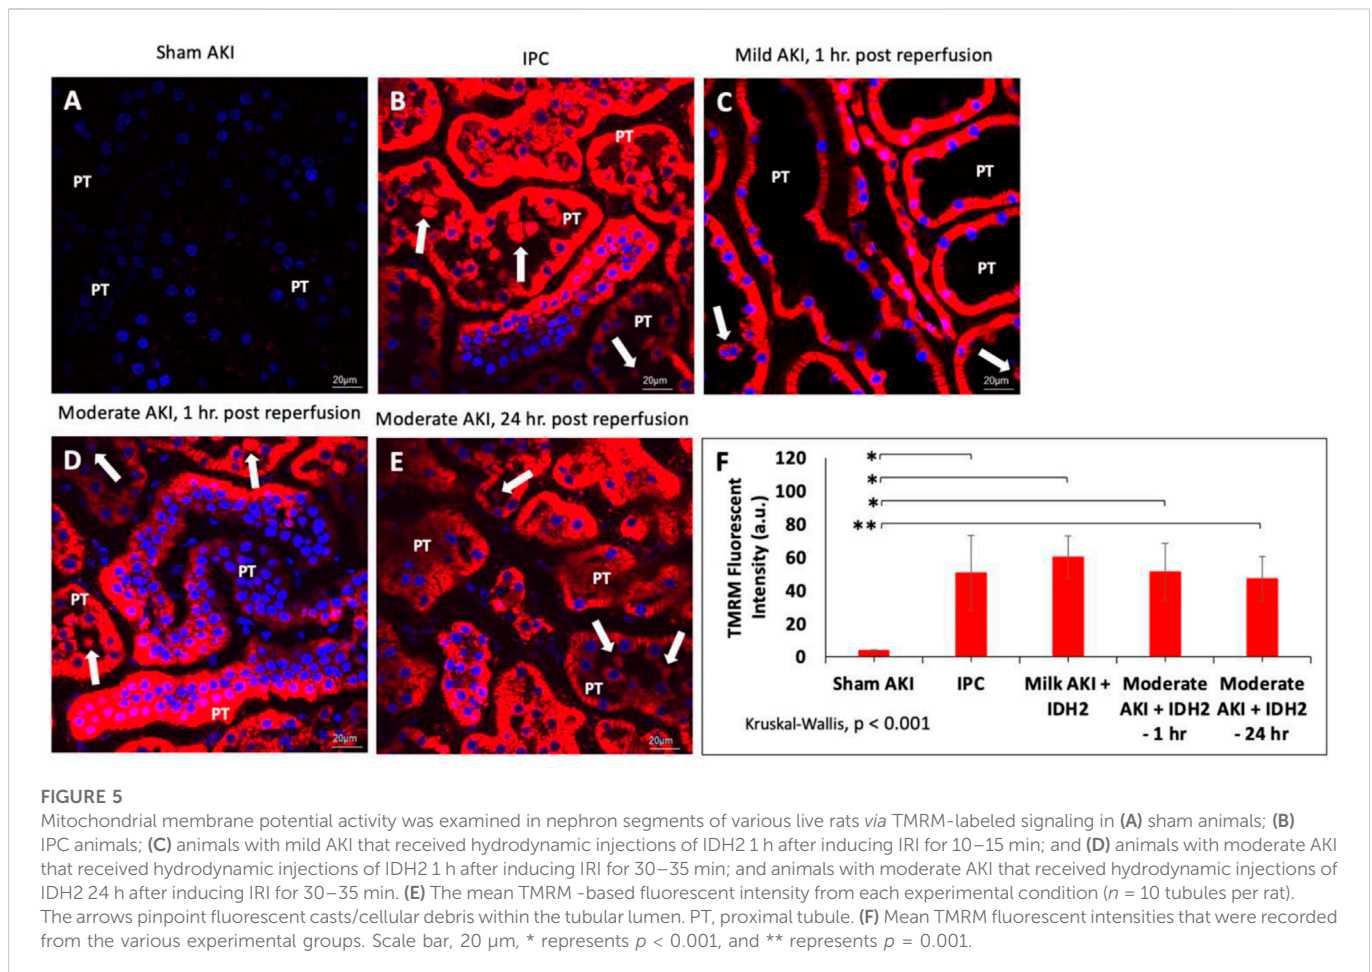 Sham AKI
IPC
Mild AKI, 1 hr. post reperfusion
A
PT
PT
PT
20µm
B
PT
PT
PT
20µm
C
PT
PT
PT
20µm
Moderate AKI, 1 hr. post reperfusion
Moderate AKI, 24 hr. post reperfusion
D
PT
PT
PT
20µm
E
PT
PT
PT
20µm
F
TMRM Fluorescent
Intensity (a.u.)
120
100
80
60
40
20
0
*
*
*
**
Sham AKI
IPC
Milk AKI +
IDH2
Moderate
AKI + IDH2
- 1 hr
Moderate
AKI + IDH2
- 24 hr
Kruskal-Wallis, p < 0.001
FIGURE 5
Mitochondrial membrane potential activity was examined in nephron segments of various live rats via TMRM-labeled signaling in (A) sham animals; (B)
IPC animals; (C) animals with mild AKI that received hydrodynamic injections of IDH2 1 h after inducing IRI for 10–15 min; and (D) animals with moderate AKI
that received hydrodynamic injections of IDH2 1 h after inducing IRI for 30–35 min; and animals with moderate AKI that received hydrodynamic injections of
IDH2 24 h after inducing IRI for 30–35 min. (E) The mean TMRM -based fluorescent intensity from each experimental condition (n = 10 tubules per rat).
The arrows pinpoint fluorescent casts/cellular debris within the tubular lumen. PT, proximal tubule. (F) Mean TMRM fluorescent intensities that were recorded
from the various experimental groups. Scale bar, 20 µm, * represents p < 0.001, and ** represents p = 0.001.